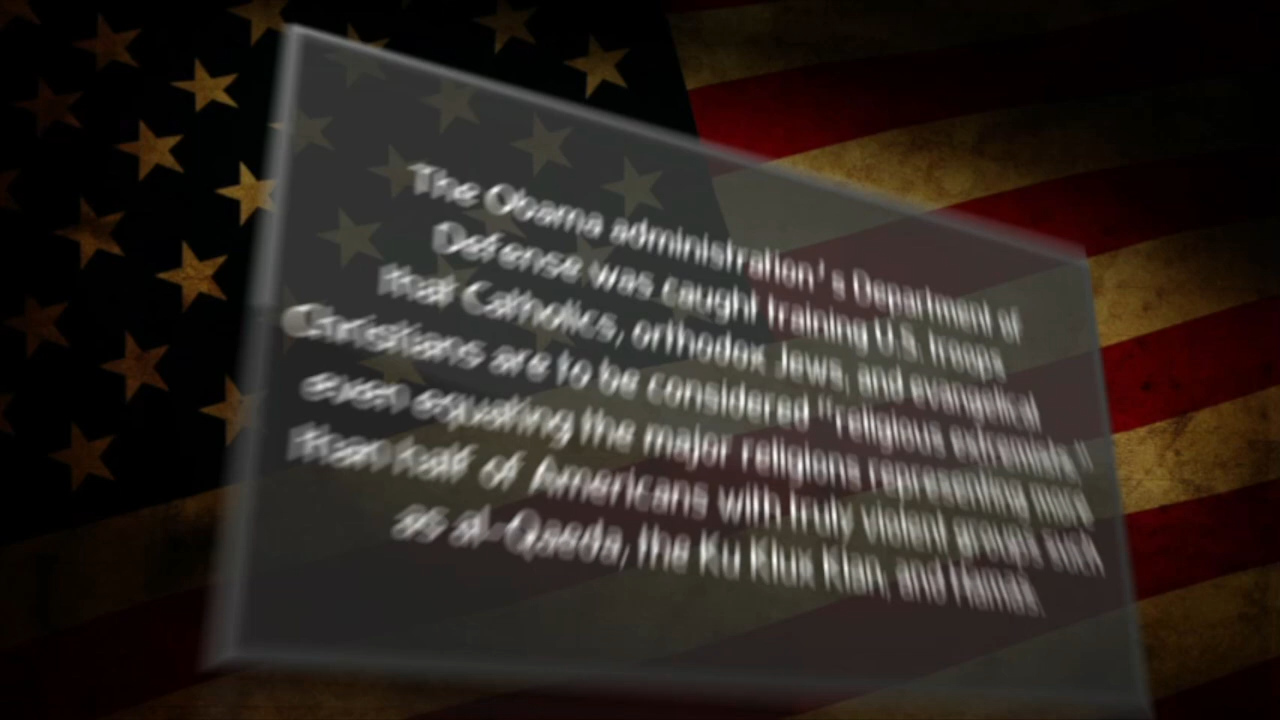 The Obama administration's Department of
Defense was caught training U.S. troops
that Catholics, orthodox Jews, and evangelical
Christians are to be considered "religious extremists,"
even equating the major religions representing more
than half of Americans with truly violent groups such
as al-Qaeda, the Ku Klux Klan, and Hamas.